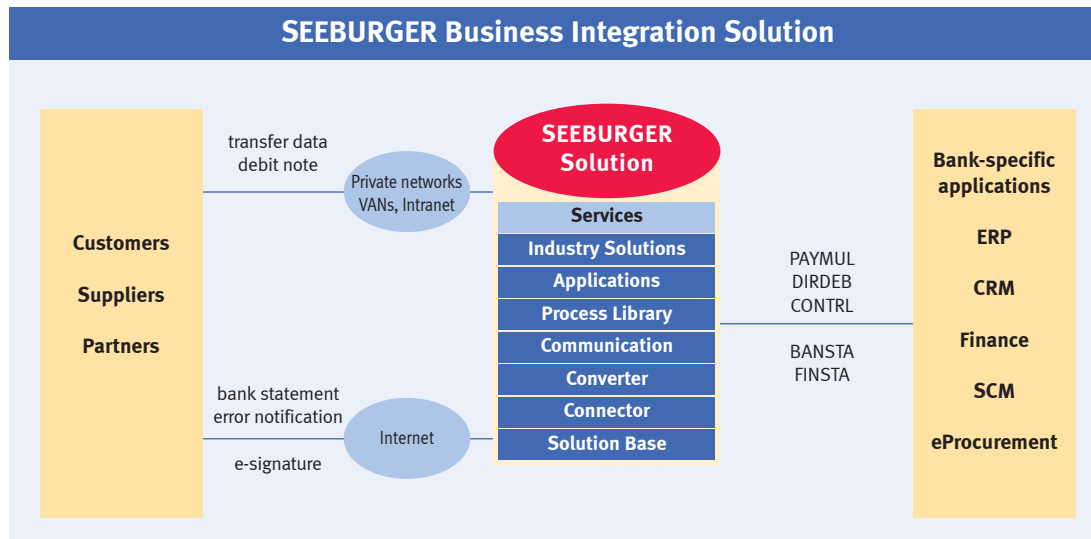 SEEBURGER Business Integration Solution
Customers
Suppliers
Partners
transfer data
debit note
Private networks
VANs, Intranet
bank statement
error notification
e-signature
Internet
SEEBURGER
Solution
Services
Industry Solutions
Applications
Process Library
Communication
Converter
Connector
Solution Base
PAYMUL
DIRDEB
CONTRL
BANSTA
FINSTA
Bank-specific
applications
ERP
CRM
Finance
SCM
eProcurement